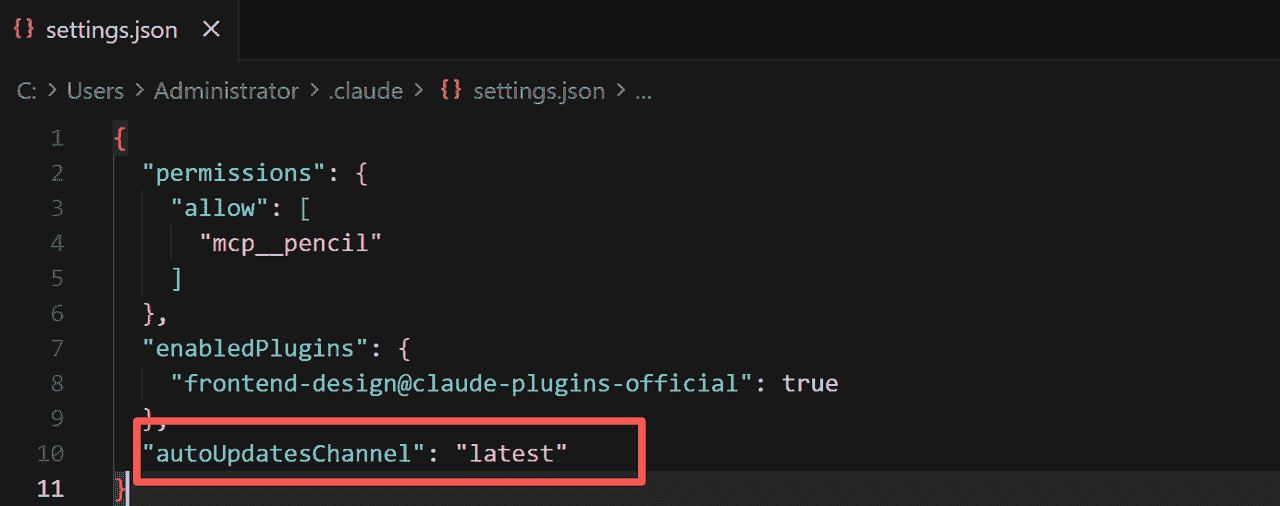 {} settings.json ×
C: > Users > Administrator > .claude > {} settings.json > ...
1 {
2 "permissions": {
3 "allow": [
4 "mcp__pencil"
5 ]
6 },
7 "enabledPlugins": {
8 "frontend-design@claude-plugins-official": true
9 },
10 "autoUpdatesChannel": "latest"
11 }